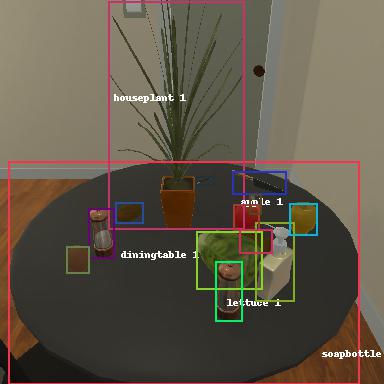 houseplant 1
apple 1
diningtable 1
lettuce 1
soapbottle